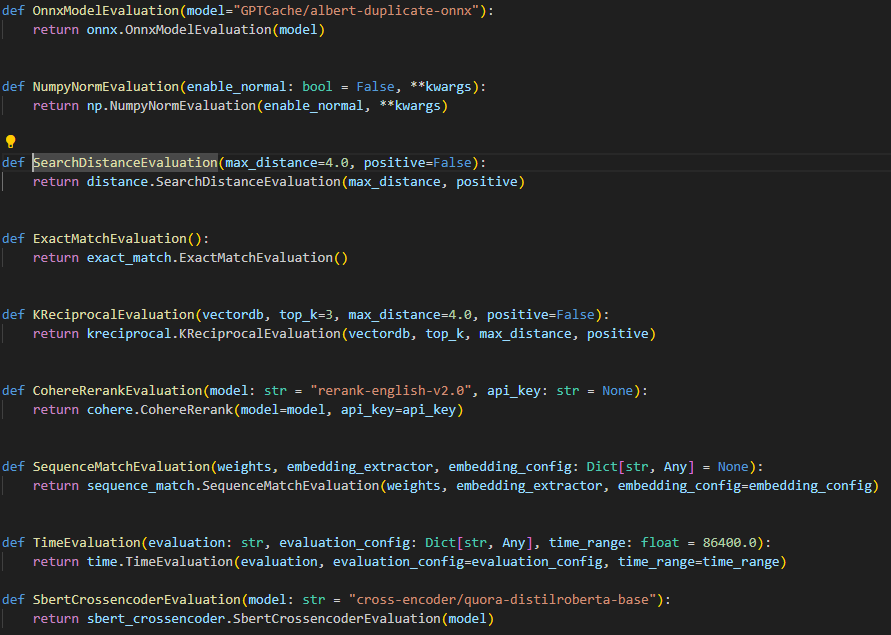 def OnnxModelEvaluation(model="GPTCache/albert-duplicate-onnx"):
    return onnx.OnnxModelEvaluation(model)
def NumpyNormEvaluation(enable_normal: bool = False, **kwargs):
    return np.NumpyNormEvaluation(enable_normal, **kwargs)
def SearchDistanceEvaluation(max_distance=4.0, positive=False):
    return distance.SearchDistanceEvaluation(max_distance, positive)
def ExactMatchEvaluation():
    return exact_match.ExactMatchEvaluation()
def KReciprocalEvaluation(vectordb, top_k=3, max_distance=4.0, positive=False):
    return kreciprocal.KReciprocalEvaluation(vectordb, top_k, max_distance, positive)
def CohereRerankEvaluation(model: str = "rerank-english-v2.0", api_key: str = None):
    return cohere.CohereRerank(model=model, api_key=api_key)
def SequenceMatchEvaluation(weights, embedding_extractor, embedding_config: Dict[str, Any] = None):
    return sequence_match.SequenceMatchEvaluation(weights, embedding_extractor, embedding_config=embedding_config)
def TimeEvaluation(evaluation: str, evaluation_config: Dict[str, Any], time_range: float = 86400.0):
    return time.TimeEvaluation(evaluation, evaluation_config=evaluation_config, time_range=time_range)
def SbertCrossencoderEvaluation(model: str = "cross-encoder/quora-distilroberta-base"):
    return sbert_crossencoder.SbertCrossencoderEvaluation(model)